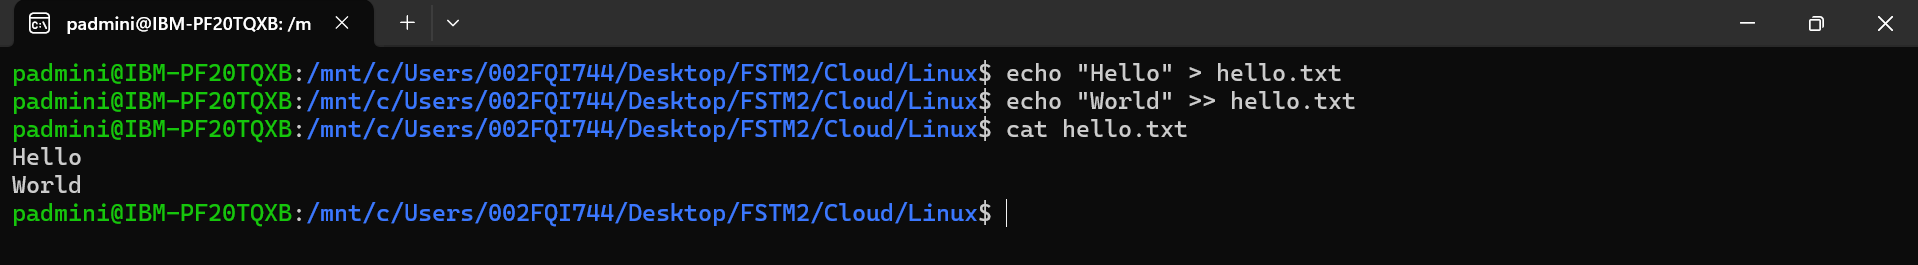 padmini@IBM-PF20TQXB: /m
padmini@IBM-PF20TQXB:/mnt/c/Users/002FQI744/Desktop/FSTM2/Cloud/Linux$ echo "Hello" > hello.txt
padmini@IBM-PF20TQXB:/mnt/c/Users/002FQI744/Desktop/FSTM2/Cloud/Linux$ echo "World" >> hello.txt
padmini@IBM-PF20TQXB:/mnt/c/Users/002FQI744/Desktop/FSTM2/Cloud/Linux$ cat hello.txt
Hello
World
padmini@IBM-PF20TQXB:/mnt/c/Users/002FQI744/Desktop/FSTM2/Cloud/Linux$